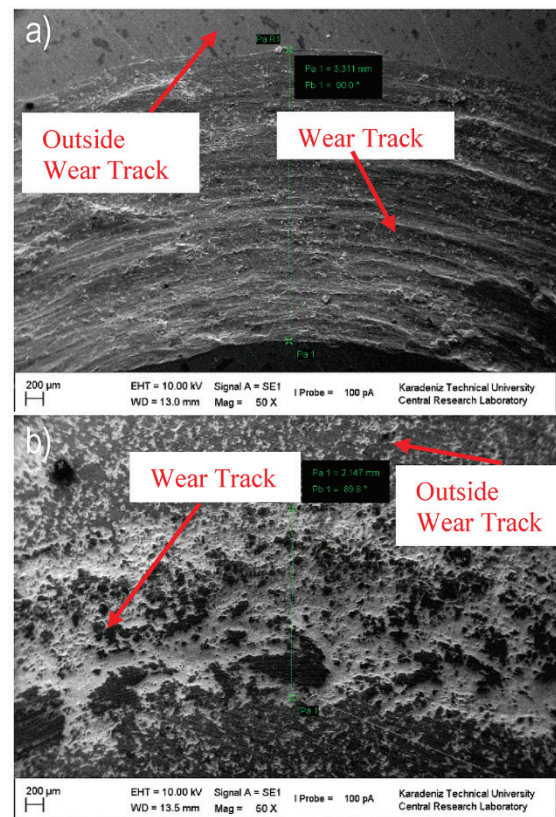 a)
Pa R1
Pa 1 = 3.311 mm
Pb 1 = 90.0 °
Outside
Wear Track
Wear Track
Pa 1
200 µm
EHT = 10.00 kV Signal A = SE1
WD = 13.0 mm Mag = 50 X
I Probe = 100 pA
Karadeniz Technical University
Central Research Laboratory
b)
Wear Track
Pa 1 = 2.147 mm
Pb 1 = 89.8 °
Outside
Wear Track
Pa 1
200 µm
EHT = 10.00 kV Signal A = SE1
WD = 13.5 mm Mag = 50 X
I Probe = 100 pA
Karadeniz Technical University
Central Research Laboratory